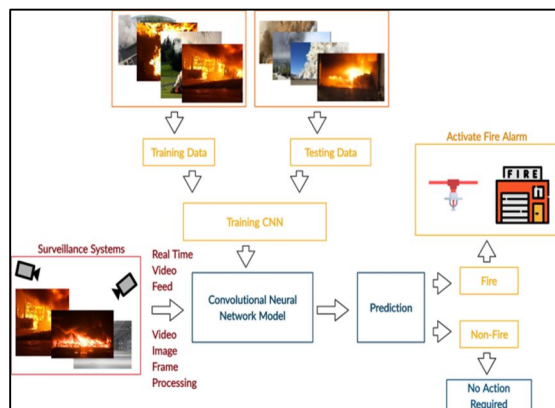 Training Data
Testing Data
Activate Fire Alarm
FIRE
Training CNN
Surveillance Systems
Real Time
Video
Feed
Video
Image
Frame
Processing
Convolutional Neural
Network Model
Prediction
Fire
Non-Fire
No Action
Required